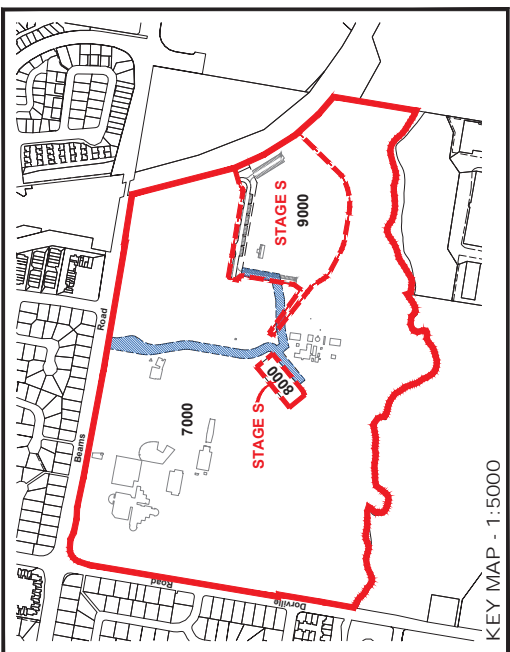 Beams Road
Dorville Road
7000
STAGE S
8000
STAGE S
9000
KEY MAP - 1:5000